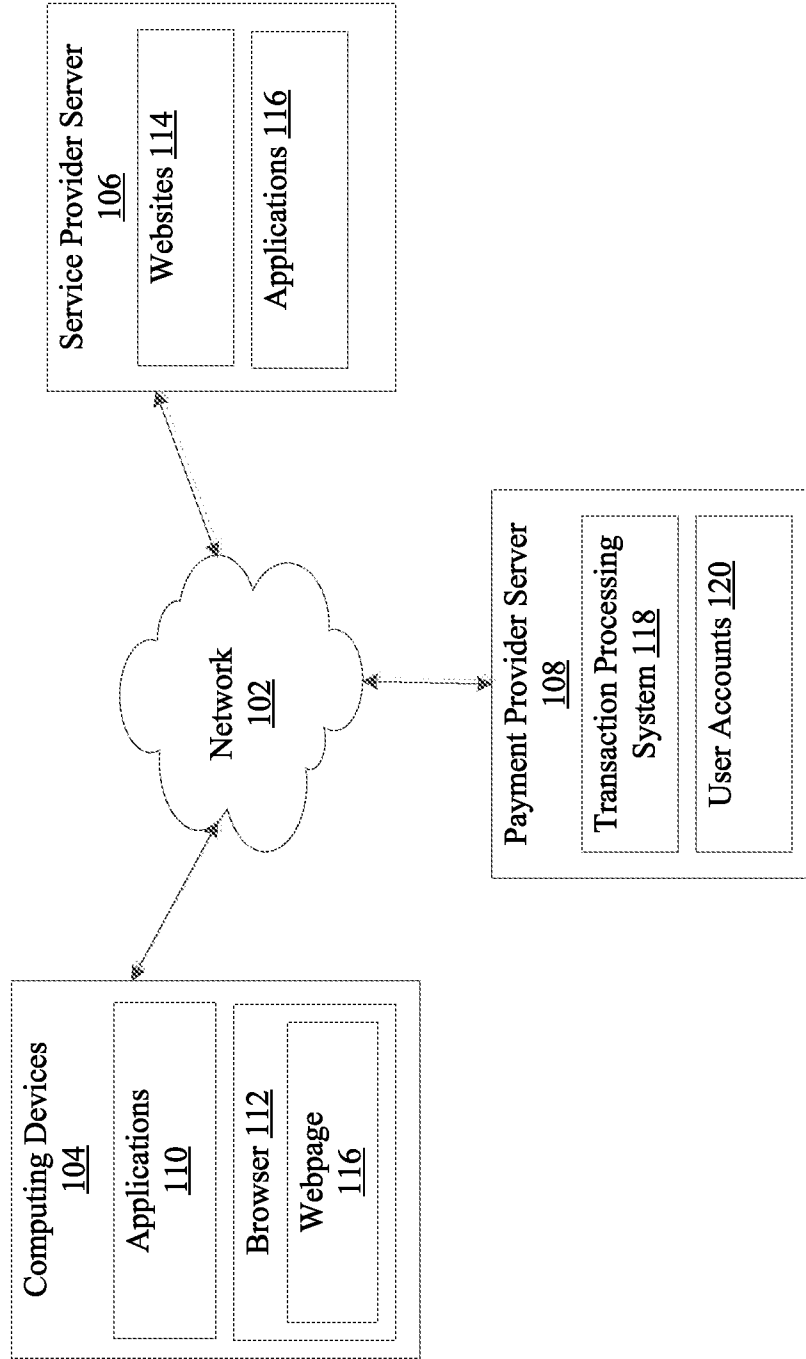 Computing Devices
104
Applications
110
Browser 112
Webpage
116
Network
102
Service Provider Server
106
Websites 114
Applications 116
Payment Provider Server
108
Transaction Processing
System 118
User Accounts 120